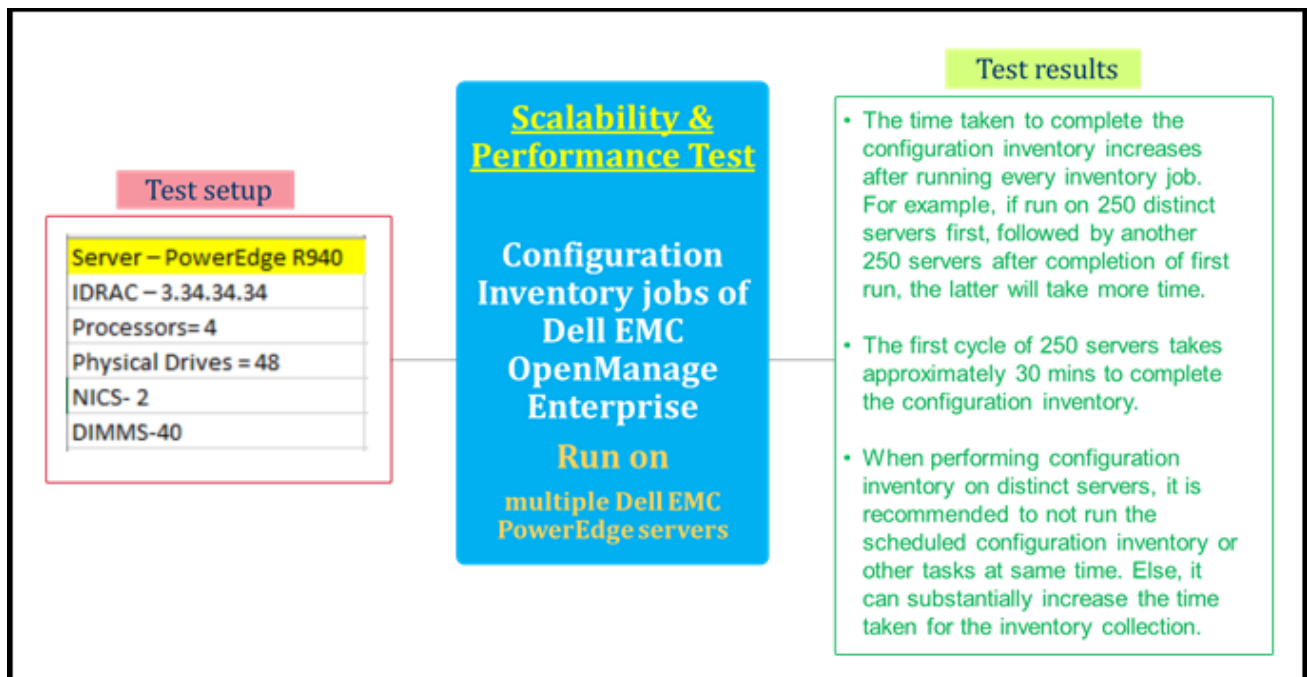 Test setup
Server – PowerEdge R940
IDRAC – 3.34.34.34
Processors= 4
Physical Drives = 48
NICS- 2
DIMMS-40
Scalability &
Performance Test
Configuration
Inventory jobs of
Dell EMC
OpenManage
Enterprise
Run on
multiple Dell EMC
PowerEdge servers
Test results
• The time taken to complete the
configuration inventory increases
after running every inventory job.
For example, if run on 250 distinct
servers first, followed by another
250 servers after completion of first
run, the latter will take more time.
• The first cycle of 250 servers takes
approximately 30 mins to complete
the configuration inventory.
• When performing configuration
inventory on distinct servers, it is
recommended to not run the
scheduled configuration inventory or
other tasks at same time. Else, it
can substantially increase the time
taken for the inventory collection.